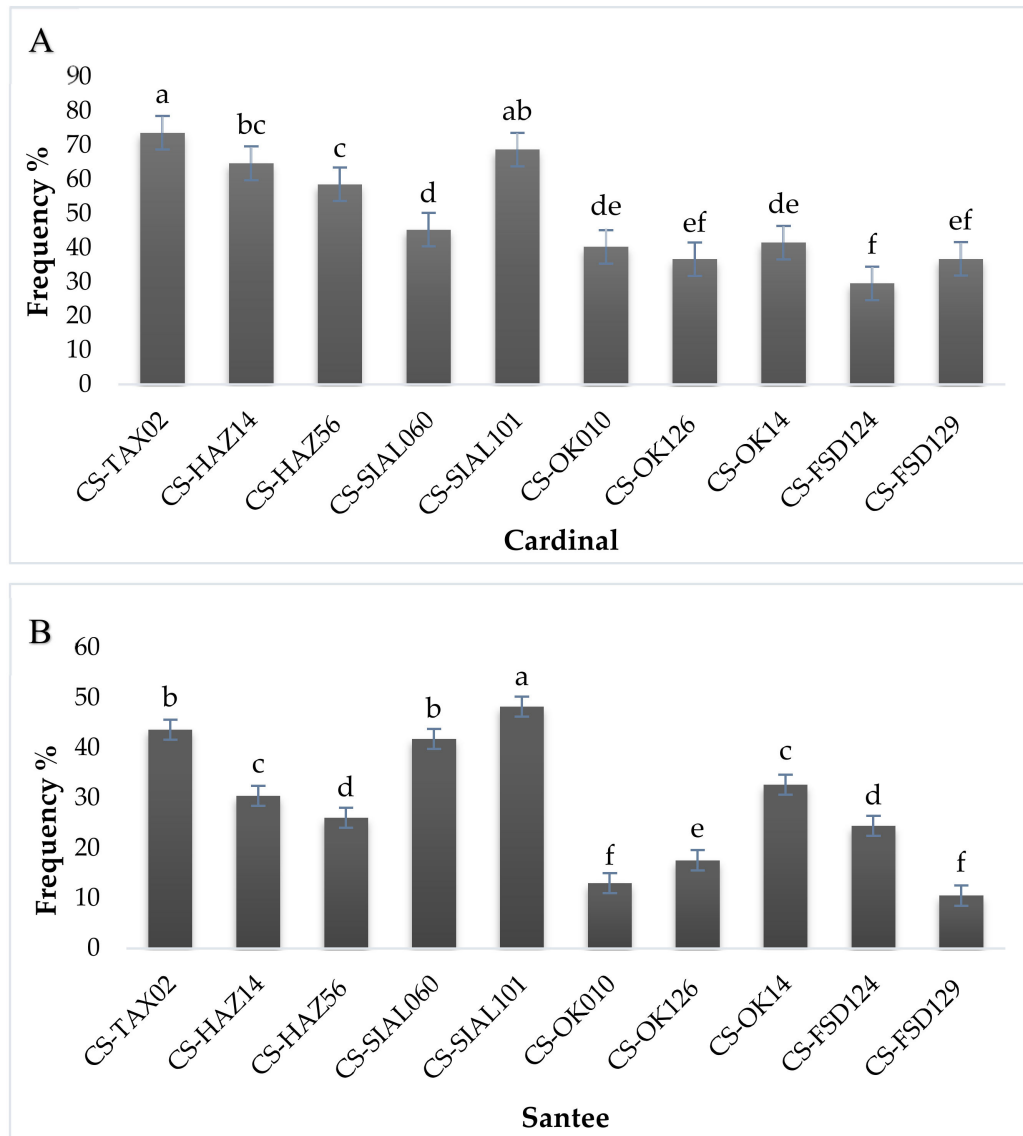 A
Frequency %
90
80
70
60
50
40
30
20
10
0
a
bc
c
d
ab
de
ef
de
f
ef
CS-TAX02
CS-HAZ14
CS-HAZ56
CS-SIAL060
CS-SIAL101
CS-OK010
CS-OK126
CS-OK14
CS-FSD124
CS-FSD129
Cardinal
B
Frequency %
60
50
40
30
20
10
0
b
c
d
b
a
f
e
c
d
f
CS-TAX02
CS-HAZ14
CS-HAZ56
CS-SIAL060
CS-SIAL101
CS-OK010
CS-OK126
CS-OK14
CS-FSD124
CS-FSD129
Santee